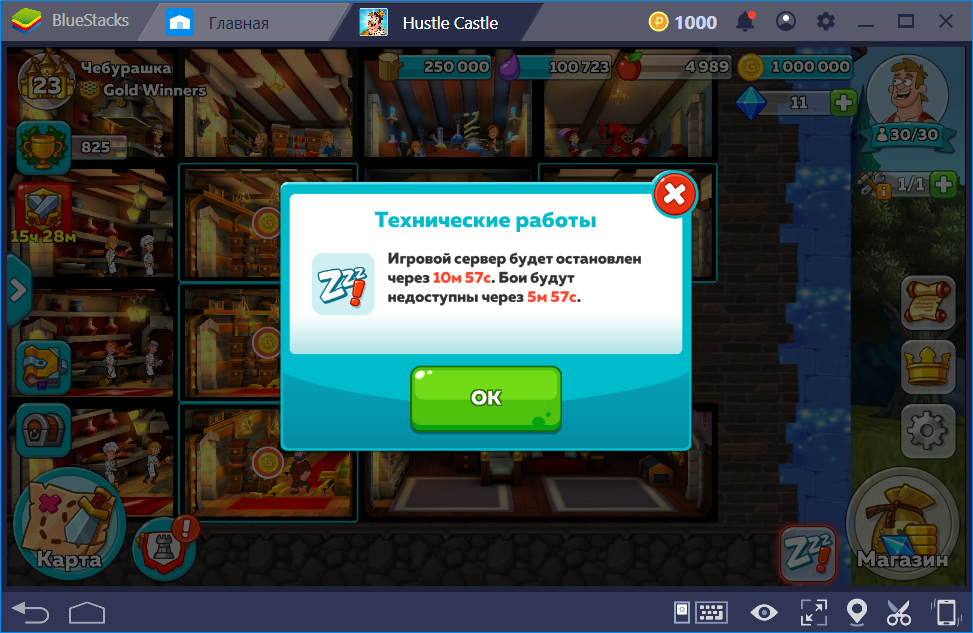 BlueStacks
Главная
Hustle Castle
1000
23
Чебурашка
Gold Winners
250 000
100 723
4 989
1 000 000
11
825
30/30
1/1
15ч 28м
Технические работы
Игровой сервер будет остановлен
через 10м 57с. Бои будут
недоступны через 5м 57с.
Zzz!
ОК
Карта
Zzz!
Магазин